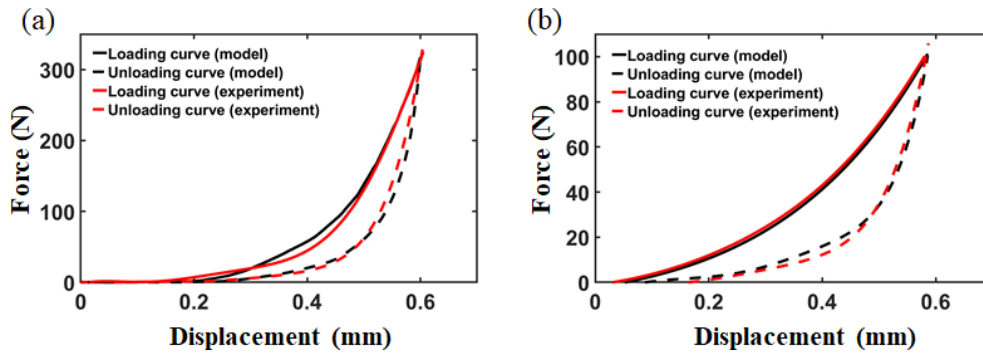 (a)
Force (N)
300
200
100
0
Loading curve (model)
Unloading curve (model)
Loading curve (experiment)
Unloading curve (experiment)
0 0.2 0.4 0.6
Displacement (mm)
(b)
Force (N)
100
80
60
40
20
0
Loading curve (model)
Unloading curve (model)
Loading curve (experiment)
Unloading curve (experiment)
0 0.2 0.4 0.6
Displacement (mm)